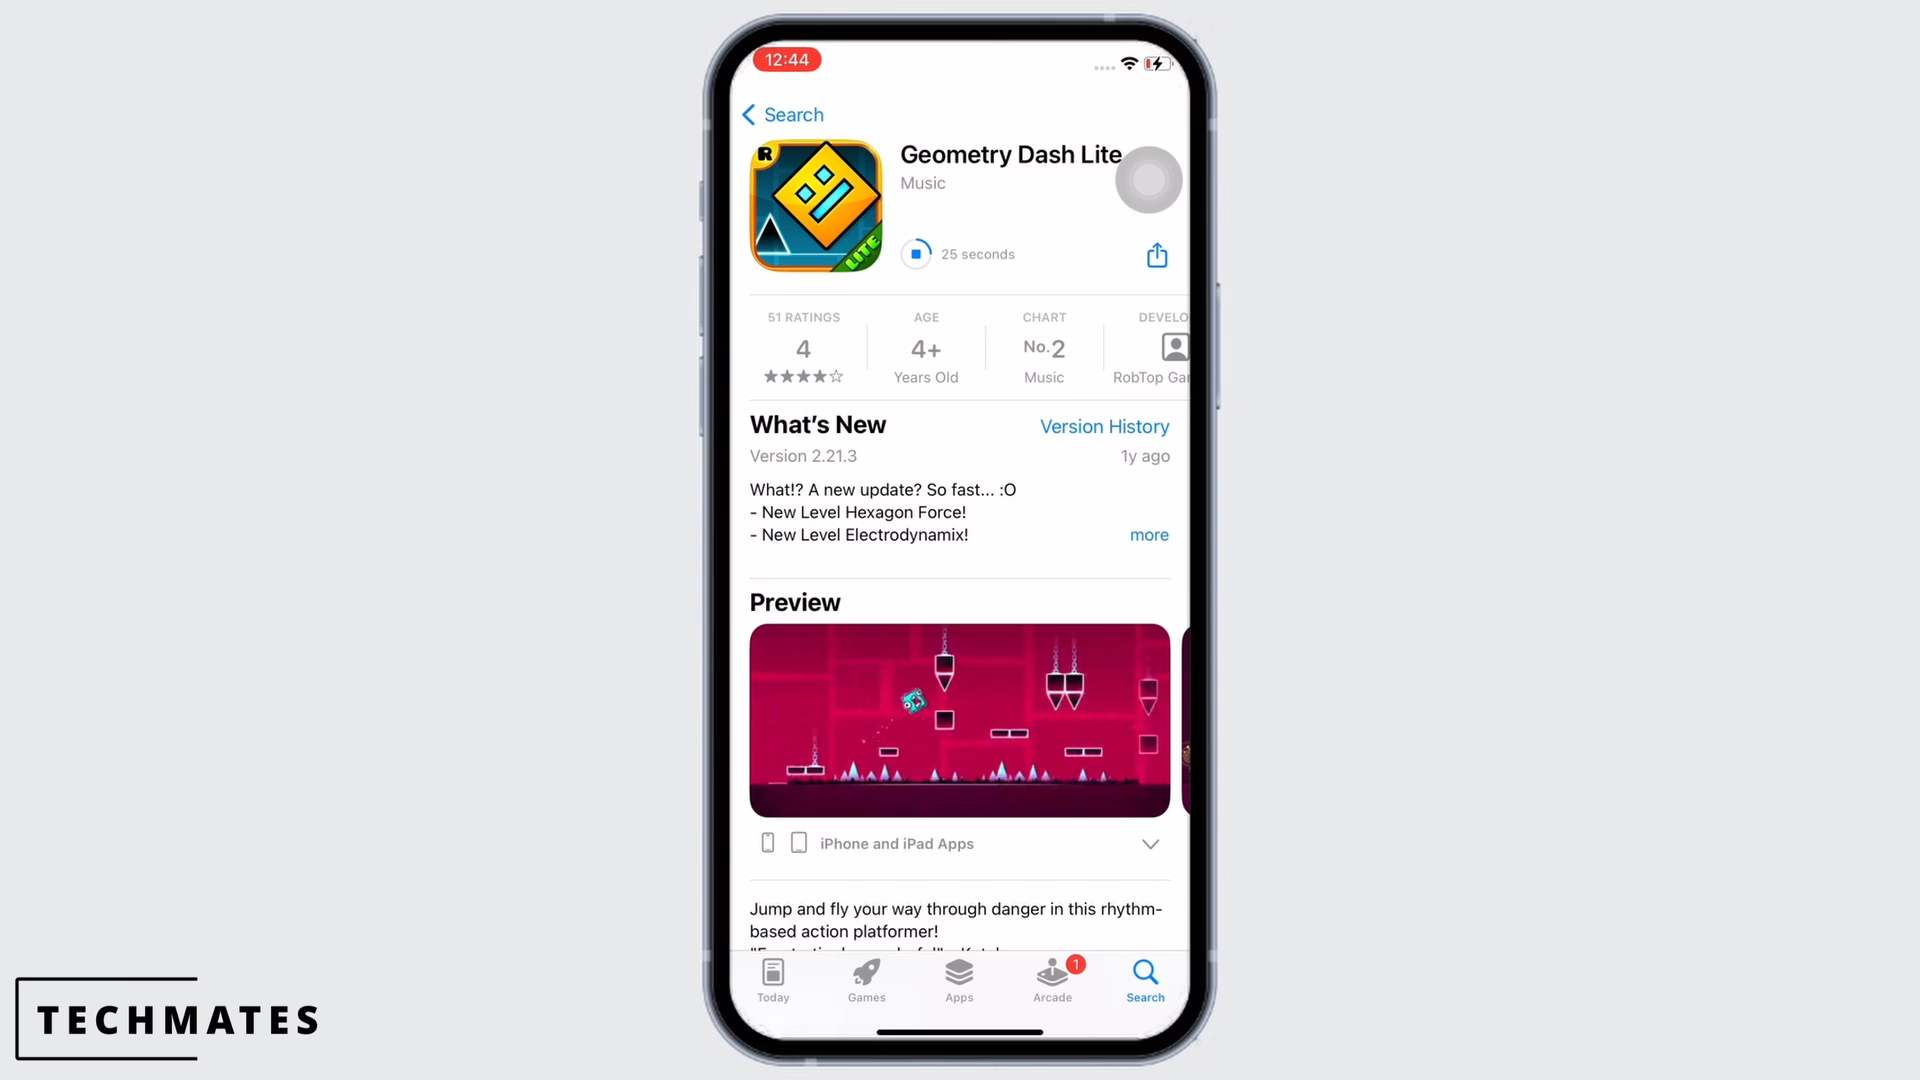 12:44
Search
R
LITE
Geometry Dash Lite
Music
25 seconds
51 RATINGS
4
AGE
4+
Years Old
CHART
No.2
Music
DEVELO
RobTop Gar
What's New
Version History
Version 2.21.3
1y ago
What!? A new update? So fast... :O
- New Level Hexagon Force!
- New Level Electrodynamix!
more
Preview
iPhone and iPad Apps
Jump and fly your way through danger in this rhythm-
based action platformer!
Today
Games
Apps
Arcade
1
Search
TECHMATES